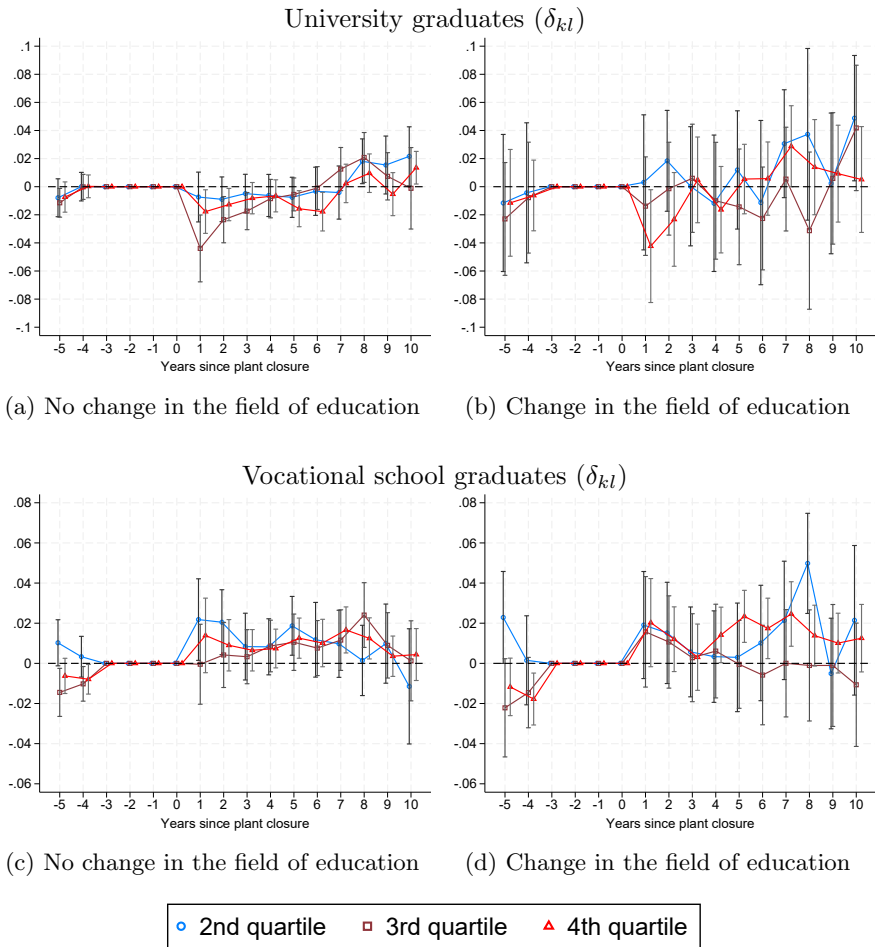 University graduates (δkl)
.1
.08
.06
.04
.02
0
-.02
-.04
-.06
-.08
-.1
-5 -4 -3 -2 -1 0 1 2 3 4 5 6 7 8 9 10
Years since plant closure
.1
.08
.06
.04
.02
0
-.02
-.04
-.06
-.08
-.1
-5 -4 -3 -2 -1 0 1 2 3 4 5 6 7 8 9 10
Years since plant closure
(a) No change in the field of education
(b) Change in the field of education
Vocational school graduates (δkl)
.08
.06
.04
.02
0
-.02
-.04
-.06
-5 -4 -3 -2 -1 0 1 2 3 4 5 6 7 8 9 10
Years since plant closure
.08
.06
.04
.02
0
-.02
-.04
-.06
-5 -4 -3 -2 -1 0 1 2 3 4 5 6 7 8 9 10
Years since plant closure
(c) No change in the field of education
(d) Change in the field of education
2nd quartile 3rd quartile 4th quartile